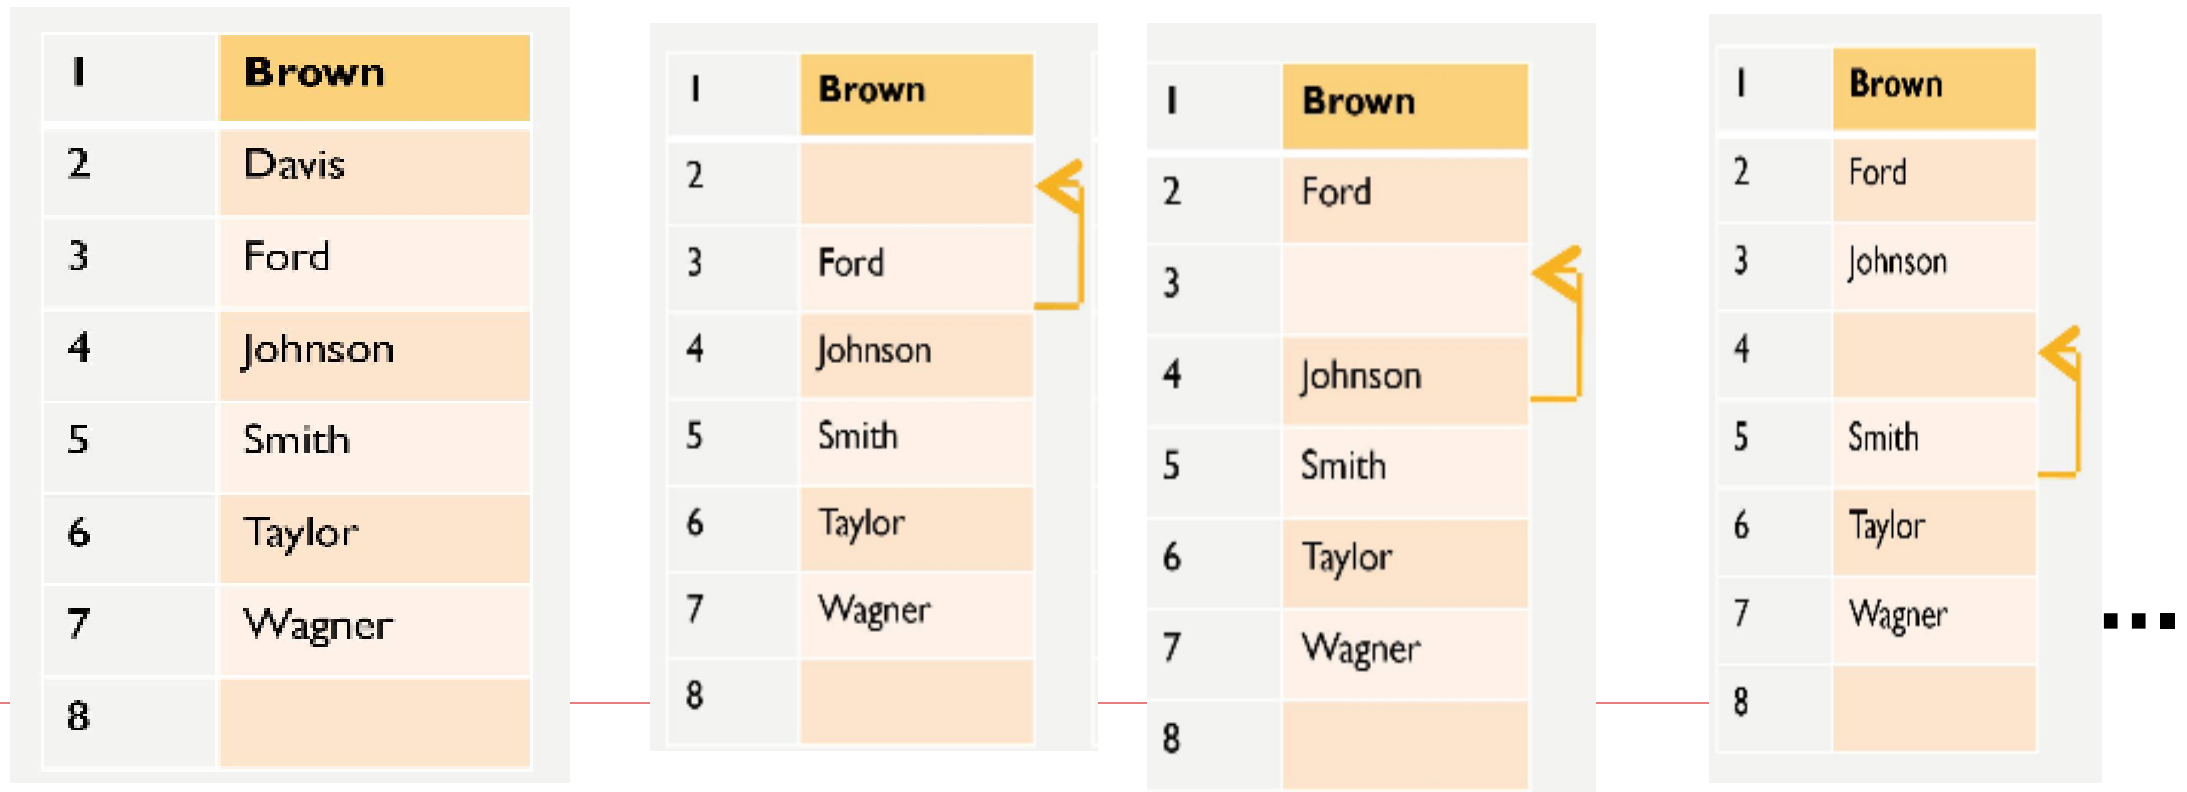 1 Brown
2 Davis
3 Ford
4 Johnson
5 Smith
6 Taylor
7 Wagner
8
1 Brown
2
3 Ford
4 Johnson
5 Smith
6 Taylor
7 Wagner
8
1 Brown
2 Ford
3
4 Johnson
5 Smith
6 Taylor
7 Wagner
8
1 Brown
2 Ford
3 Johnson
4
5 Smith
6 Taylor
7 Wagner
8
...